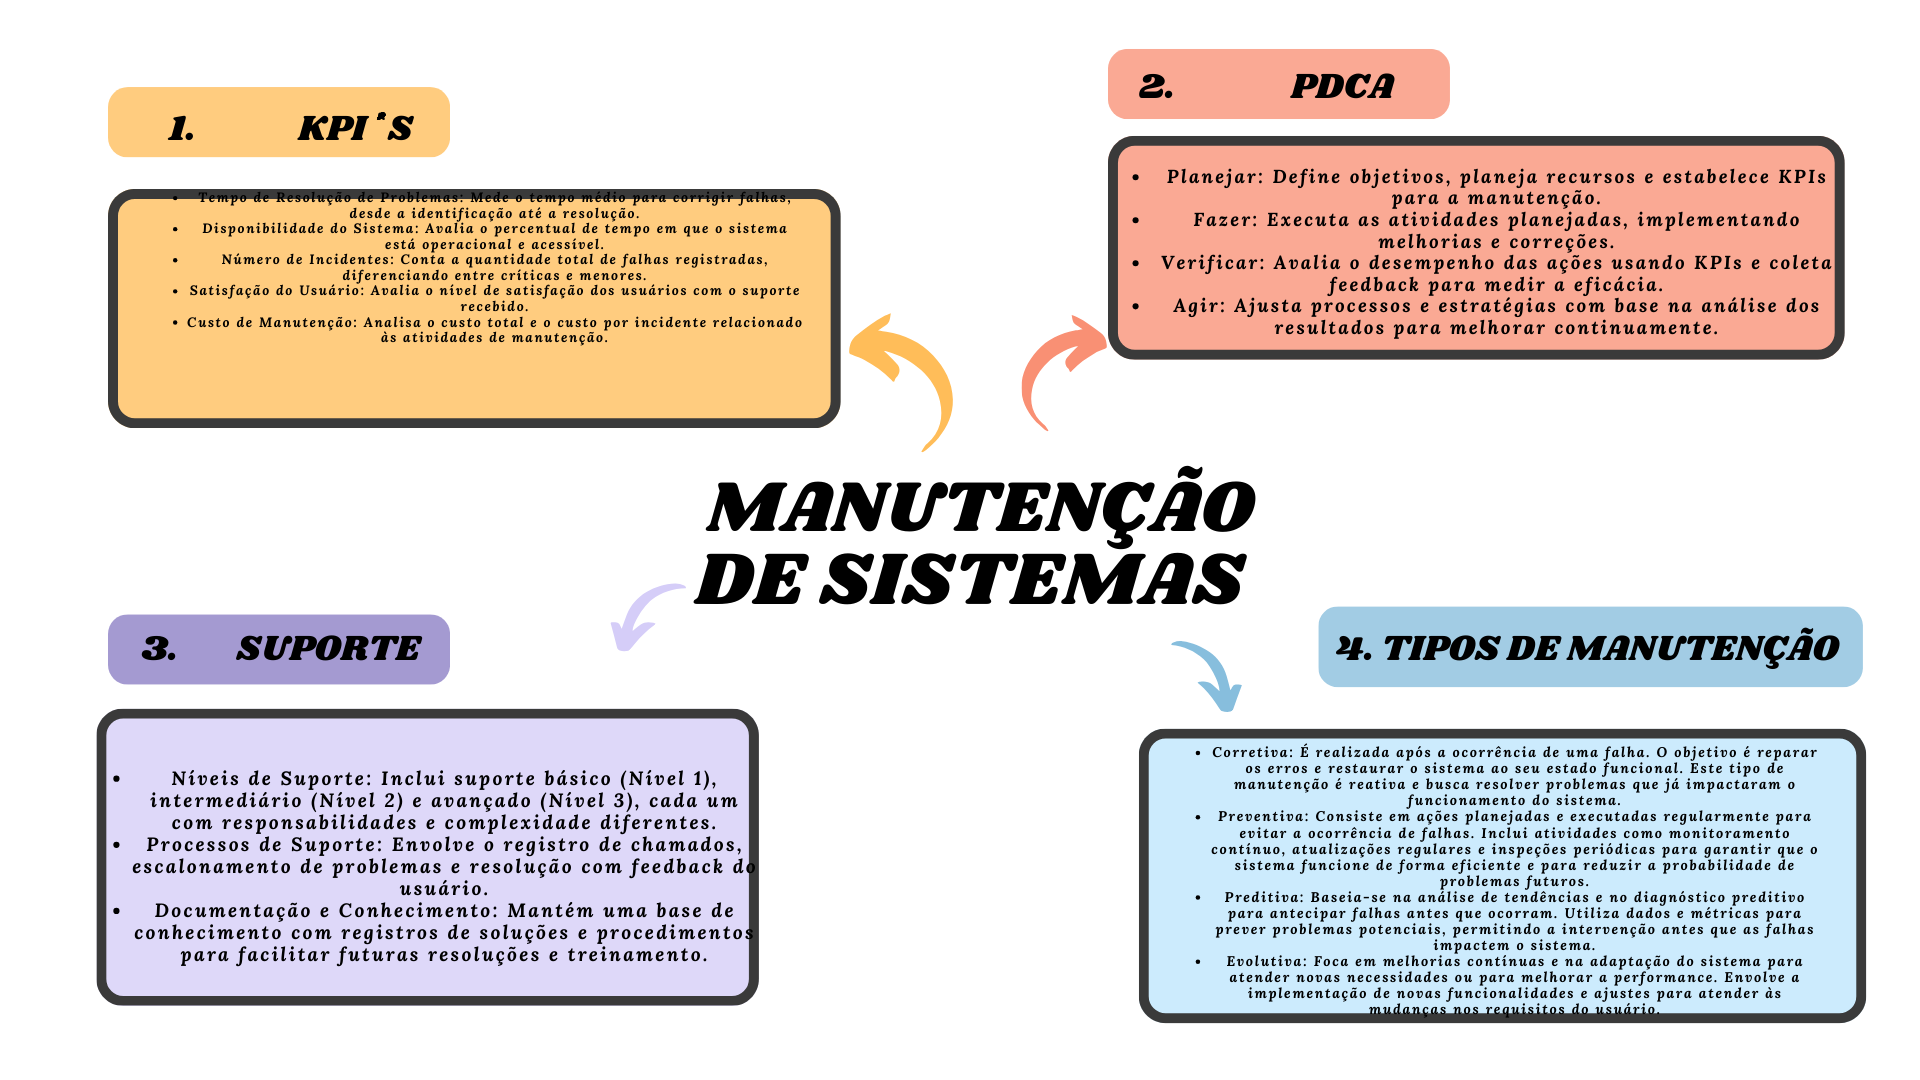 1. KPI´S
• Tempo de Resolução de Problemas: Mede o tempo médio para corrigir falhas,
desde a identificação até a resolução.
• Disponibilidade do Sistema: Avalia o percentual de tempo em que o sistema
está operacional e acessível.
• Número de Incidentes: Conta a quantidade total de falhas registradas,
diferenciando entre críticas e menores.
• Satisfação do Usuário: Avalia o nível de satisfação dos usuários com o suporte
recebido.
• Custo de Manutenção: Analisa o custo total e o custo por incidente relacionado
às atividades de manutenção.
2. PDCA
• Planejar: Define objetivos, planeja recursos e estabelece KPIs
para a manutenção.
• Fazer: Executa as atividades planejadas, implementando
melhorias e correções.
• Verificar: Avalia o desempenho das ações usando KPIs e coleta
feedback para medir a eficácia.
• Agir: Ajusta processos e estratégias com base na análise dos
resultados para melhorar continuamente.
MANUTENÇÃO
DE SISTEMAS
3. SUPORTE
• Níveis de Suporte: Inclui suporte básico (Nível 1),
intermediário (Nível 2) e avançado (Nível 3), cada um
com responsabilidades e complexidade diferentes.
• Processos de Suporte: Envolve o registro de chamados,
escalonamento de problemas e resolução com feedback do
usuário.
• Documentação e Conhecimento: Mantém uma base de
conhecimento com registros de soluções e procedimentos
para facilitar futuras resoluções e treinamento.
4. TIPOS DE MANUTENÇÃO
• Corretiva: É realizada após a ocorrência de uma falha. O objetivo é reparar
os erros e restaurar o sistema ao seu estado funcional. Este tipo de
manutenção é reativa e busca resolver problemas que já impactaram o
funcionamento do sistema.
• Preventiva: Consiste em ações planejadas e executadas regularmente para
evitar a ocorrência de falhas. Inclui atividades como monitoramento
contínuo, atualizações regulares e inspeções periódicas para garantir que o
sistema funcione de forma eficiente e para reduzir a probabilidade de
problemas futuros.
• Preditiva: Baseia-se na análise de tendências e no diagnóstico preditivo
para antecipar falhas antes que ocorram. Utiliza dados e métricas para
prever problemas potenciais, permitindo a intervenção antes que as falhas
impactem o sistema.
• Evolutiva: Foca em melhorias contínuas e na adaptação do sistema para
atender novas necessidades ou para melhorar a performance. Envolve a
implementação de novas funcionalidades e ajustes para atender às
mudanças nos requisitos do usuário.